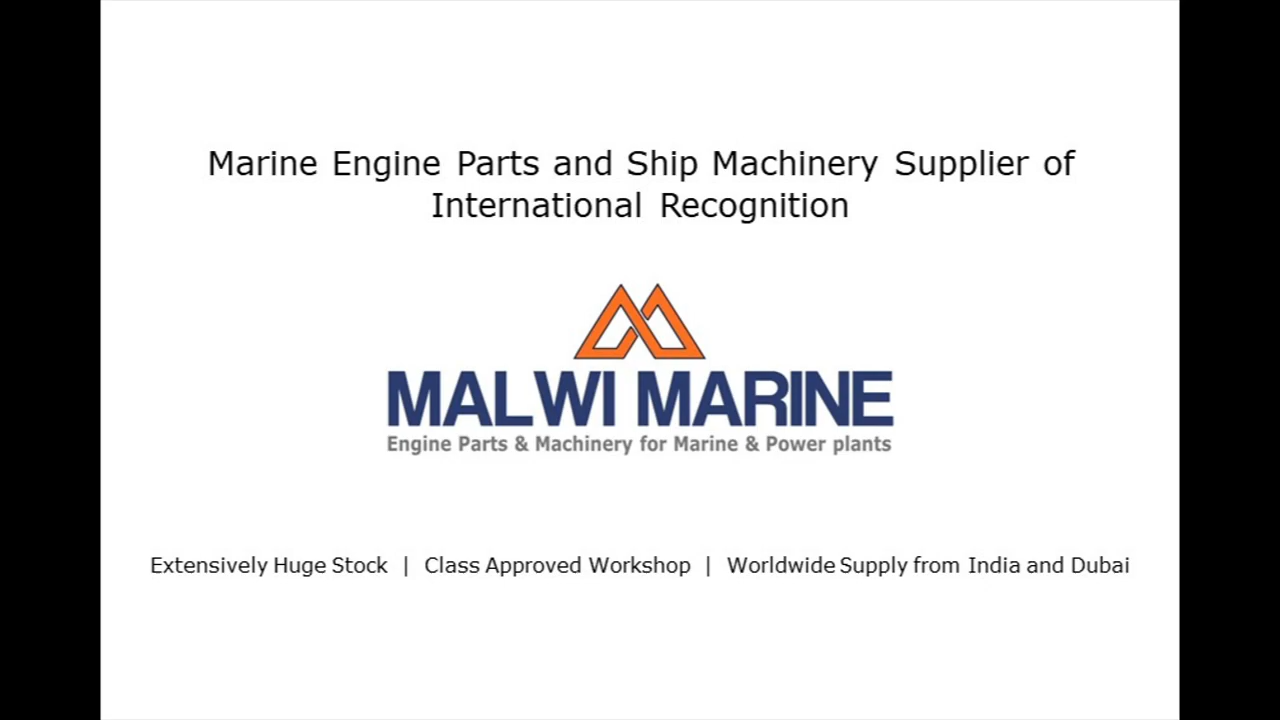 Marine Engine Parts and Ship Machinery Supplier of
International Recognition
MALWI MARINE
Engine Parts & Machinery for Marine & Power plants
Extensively Huge Stock | Class Approved Workshop | Worldwide Supply from India and Dubai